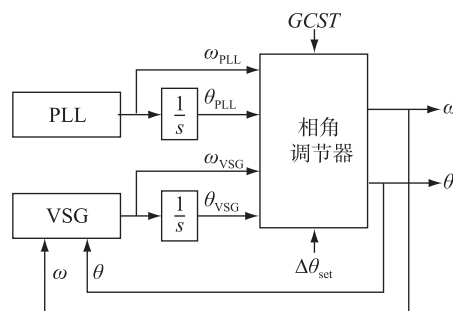 GCST
ω_PLL
PLL
1/s
θ_PLL
相角
调节器
ω
ω_VSG
VSG
1/s
θ_VSG
θ
ω
θ
Δθ_set